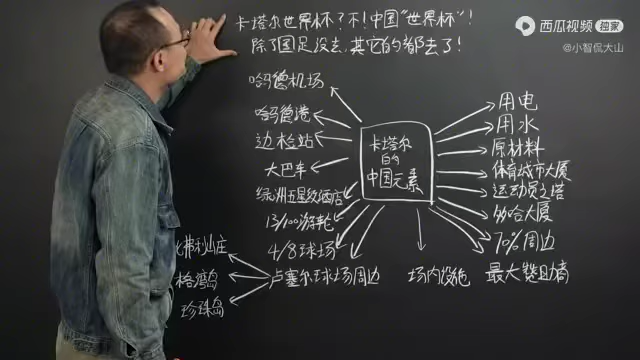 卡塔尔世界杯？不！中国“世界杯”！
除了国足没去，其它的都去了！
西瓜视频 独家
@小智侃大山
哈马德机场
哈马德港
边检站
大巴车
绿洲五星级酒店
13/100游轮
4/8球场
卢塞尔球场周边
弗利山庄
格湾岛
珍珠岛
卡塔尔
的
中国元素
场内设施
用电
用水
原材料
体育城市大厦
运动员之塔
多哈大厦
70%周边
最大赞助商